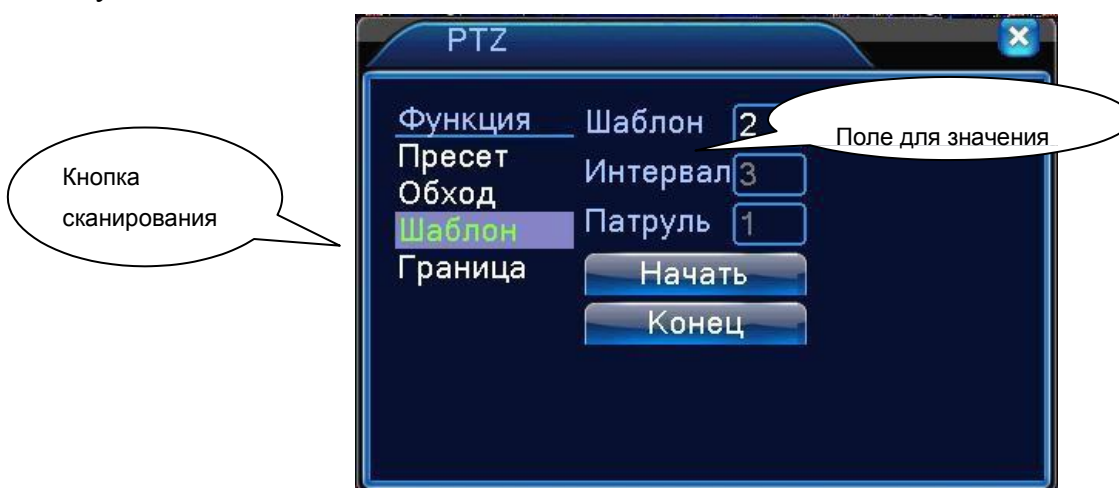 PTZ
Функция
Пресет
Обход
Шаблон
Граница
Шаблон 2
Интервал 3
Патруль 1
Начать
Конец
Кнопка
сканирования
Поле для значения